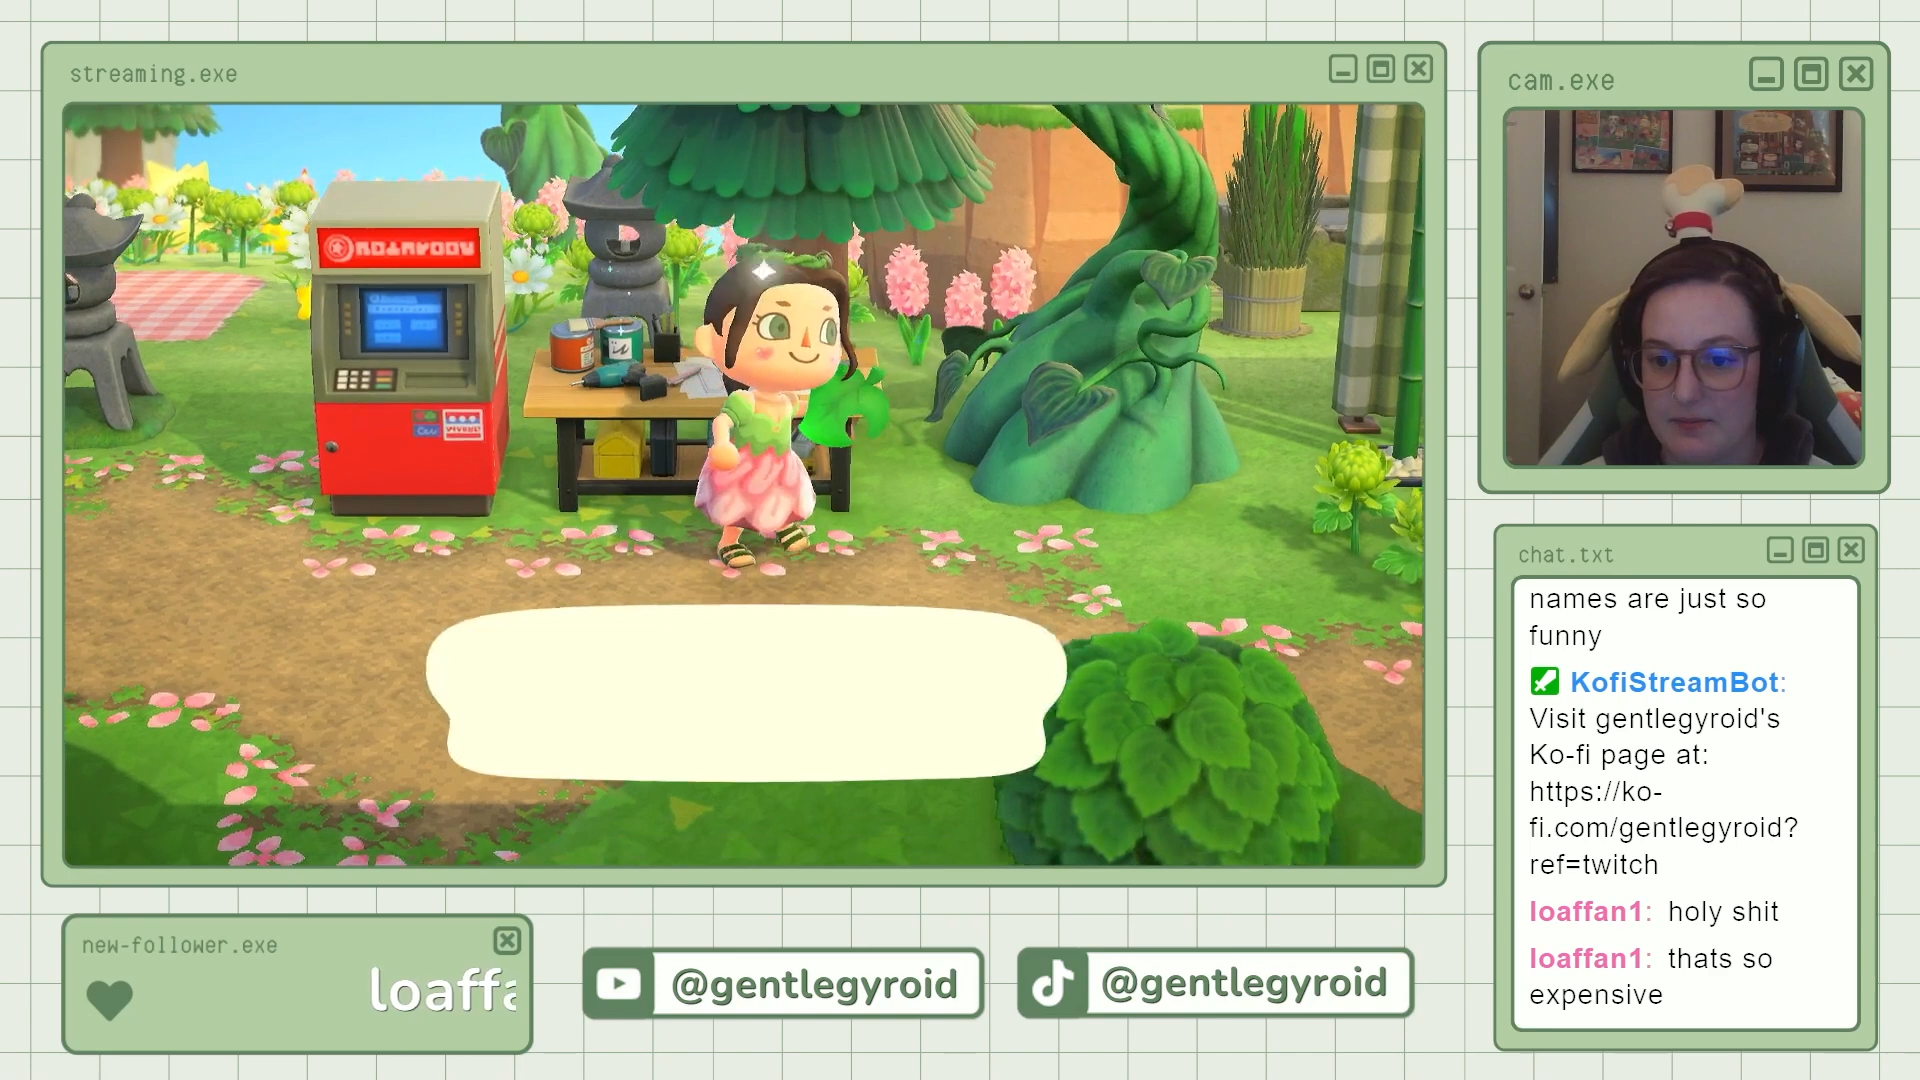 streaming.exe
cam.exe
chat.txt
names are just so
funny
KofiStreamBot:
Visit gentlegyroid's
Ko-fi page at:
https://ko-
fi.com/gentlegyroid?
ref=twitch
loaffan1: holy shit
loaffan1: thats so
expensive
new-follower.exe
loaffa
@gentlegyroid
@gentlegyroid